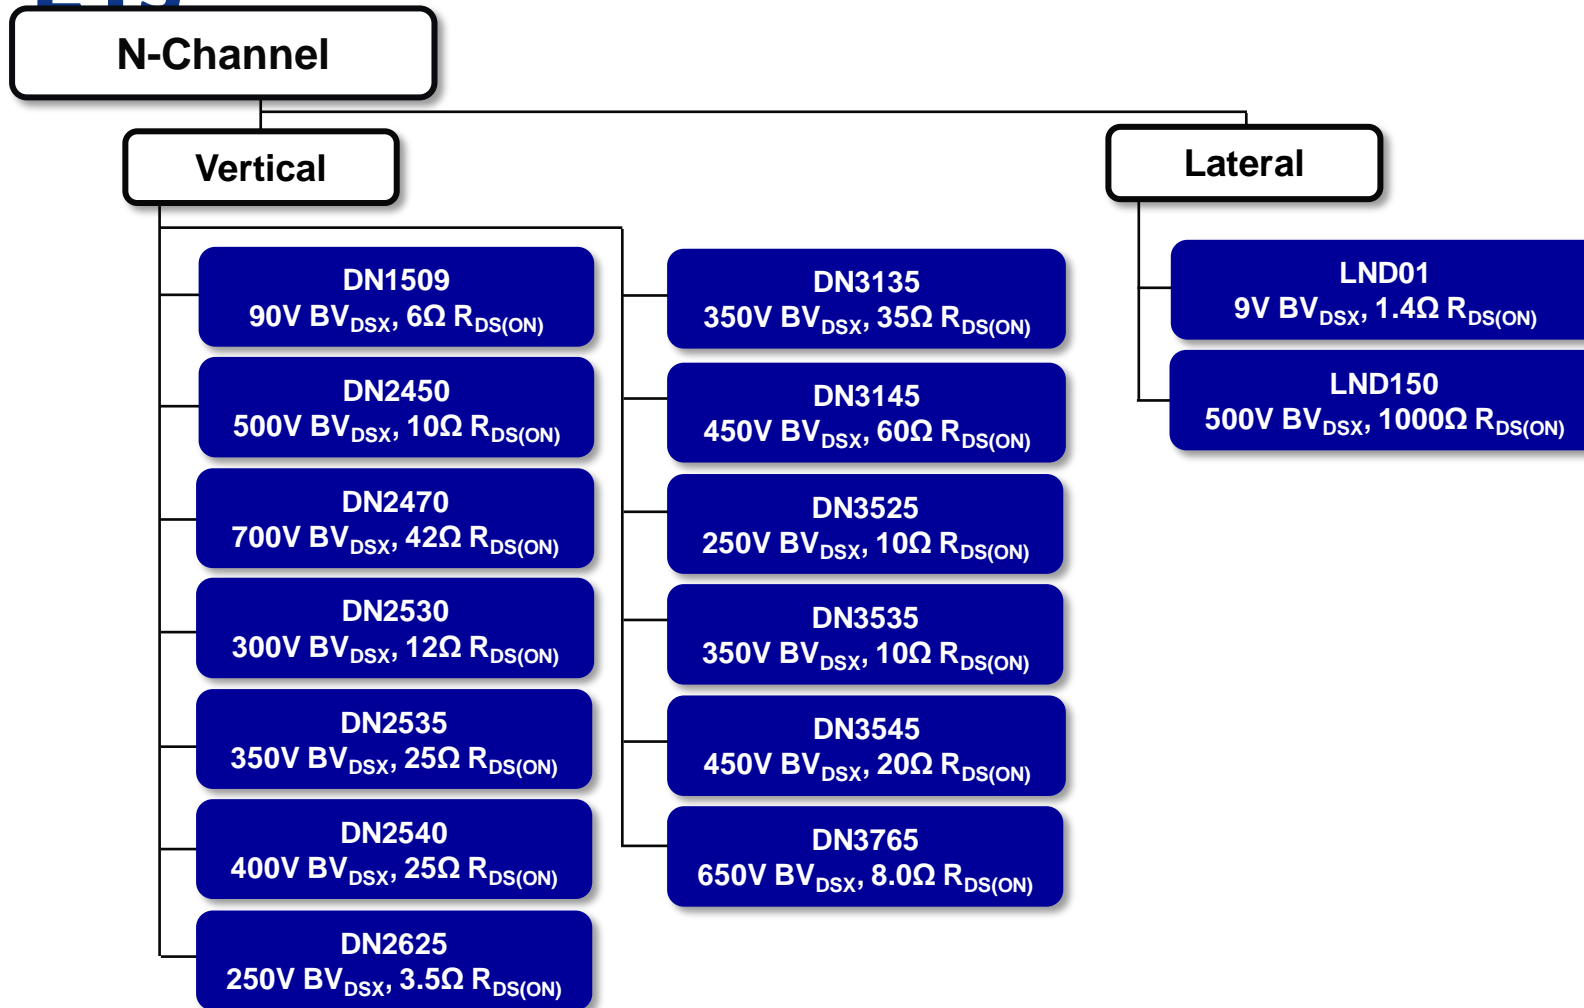 N-Channel
Vertical
Lateral
DN1509
90V BVDSX, 6Ω RDS(ON)
DN2450
500V BVDSX, 10Ω RDS(ON)
DN2470
700V BVDSX, 42Ω RDS(ON)
DN2530
300V BVDSX, 12Ω RDS(ON)
DN2535
350V BVDSX, 25Ω RDS(ON)
DN2540
400V BVDSX, 25Ω RDS(ON)
DN2625
250V BVDSX, 3.5Ω RDS(ON)
DN3135
350V BVDSX, 35Ω RDS(ON)
DN3145
450V BVDSX, 60Ω RDS(ON)
DN3525
250V BVDSX, 10Ω RDS(ON)
DN3535
350V BVDSX, 10Ω RDS(ON)
DN3545
450V BVDSX, 20Ω RDS(ON)
DN3765
650V BVDSX, 8.0Ω RDS(ON)
LND01
9V BVDSX, 1.4Ω RDS(ON)
LND150
500V BVDSX, 1000Ω RDS(ON)